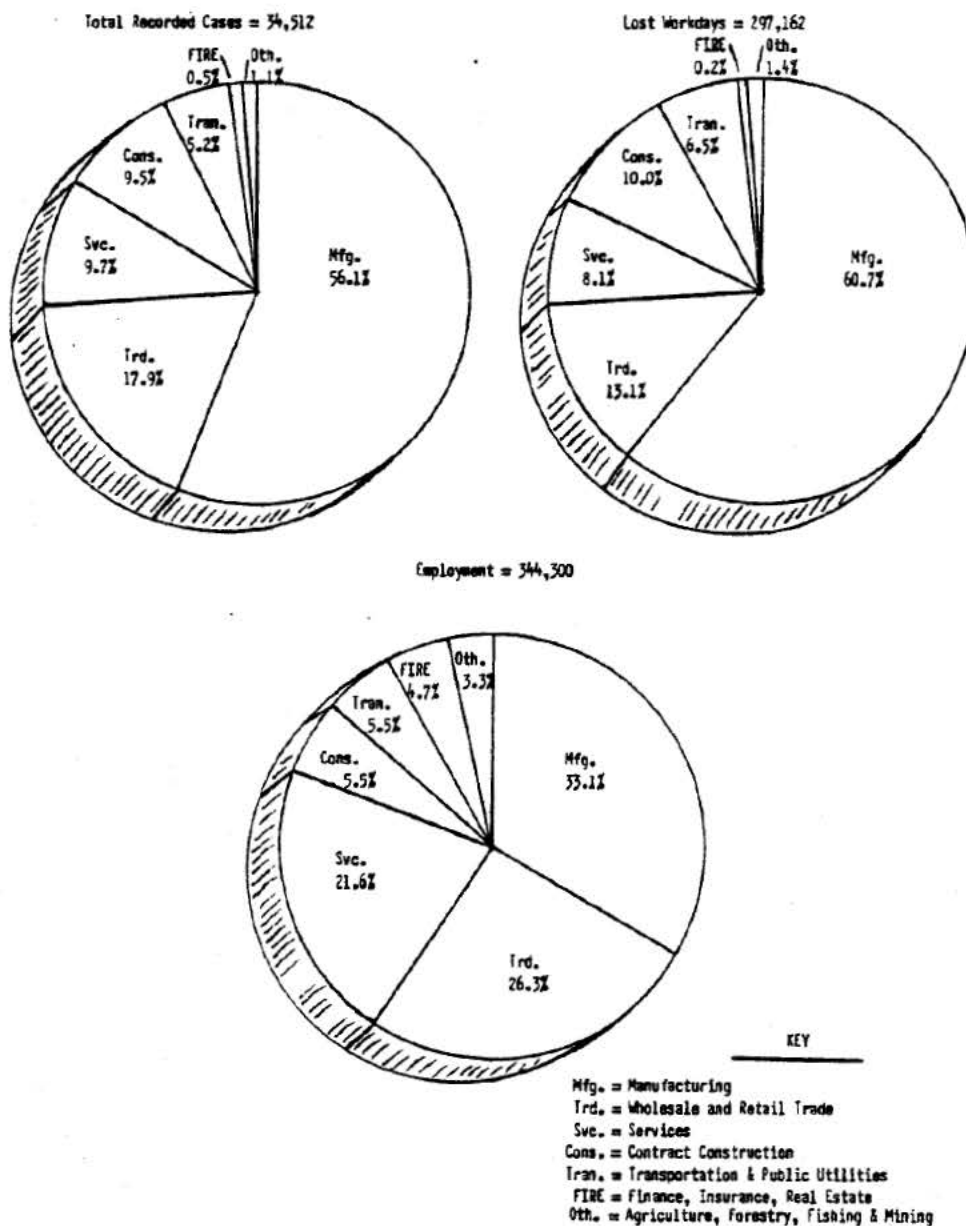 Total Recorded Cases = 34,512
FIRE
0.5%
Oth.
1.1%
Tran.
5.2%
Cons.
9.5%
Svc.
9.7%
Mfg.
56.1%
Trd.
17.9%
Lost Workdays = 297,162
FIRE
0.2%
Oth.
1.4%
Tran.
6.5%
Cons.
10.0%
Svc.
8.1%
Mfg.
60.7%
Trd.
13.1%
Employment = 344,300
Oth.
3.3%
FIRE
4.7%
Tran.
5.5%
Cons.
5.5%
Mfg.
33.1%
Svc.
21.6%
Trd.
26.3%
KEY
Mfg. = Manufacturing
Trd. = Wholesale and Retail Trade
Svc. = Services
Cons. = Contract Construction
Tran. = Transportation & Public Utilities
FIRE = Finance, Insurance, Real Estate
Oth. = Agriculture, Forestry, Fishing & Mining